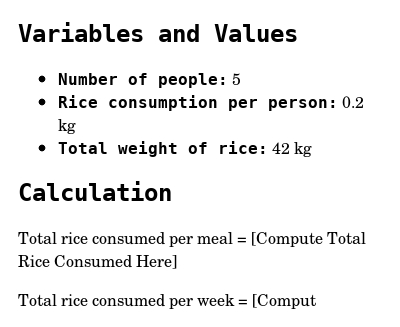 Variables and Values
Number of people: 5
Rice consumption per person: 0.2
kg
Total weight of rice: 42 kg
Calculation
Total rice consumed per meal = [Compute Total
Rice Consumed Here]
Total rice consumed per week = [Comput